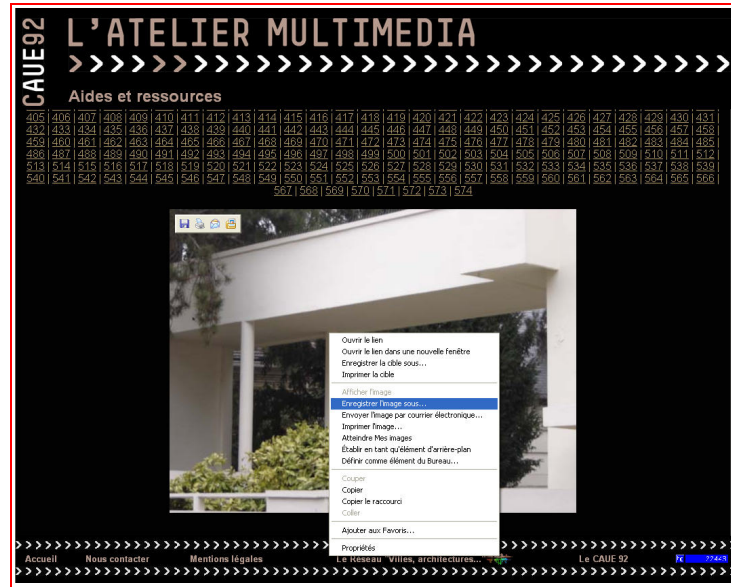 CAUE92
L'ATELIER MULTIMEDIA
Aides et ressources
405 | 406 | 407 | 408 | 409 | 410 | 411 | 412 | 413 | 414 | 415 | 416 | 417 | 418 | 419 | 420 | 421 | 422 | 423 | 424 | 425 | 426 | 427 | 428 | 429 | 430 | 431 |
432 | 433 | 434 | 435 | 436 | 437 | 438 | 439 | 440 | 441 | 442 | 443 | 444 | 445 | 446 | 447 | 448 | 449 | 450 | 451 | 452 | 453 | 454 | 455 | 456 | 457 | 458 |
459 | 460 | 461 | 462 | 463 | 464 | 465 | 466 | 467 | 468 | 469 | 470 | 471 | 472 | 473 | 474 | 475 | 476 | 477 | 478 | 479 | 480 | 481 | 482 | 483 | 484 | 485 |
486 | 487 | 488 | 489 | 490 | 491 | 492 | 493 | 494 | 495 | 496 | 497 | 498 | 499 | 500 | 501 | 502 | 503 | 504 | 505 | 506 | 507 | 508 | 509 | 510 | 511 | 512 |
513 | 514 | 515 | 516 | 517 | 518 | 519 | 520 | 521 | 522 | 523 | 524 | 525 | 526 | 527 | 528 | 529 | 530 | 531 | 532 | 533 | 534 | 535 | 536 | 537 | 538 | 539 |
540 | 541 | 542 | 543 | 544 | 545 | 546 | 547 | 548 | 549 | 550 | 551 | 552 | 553 | 554 | 555 | 556 | 557 | 558 | 559 | 560 | 561 | 562 | 563 | 564 | 565 | 566 |
567 | 568 | 569 | 570 | 571 | 572 | 573 | 574
Ouvrir le lien
Ouvrir le lien dans une nouvelle fenêtre
Enregistrer la cible sous...
Imprimer la cible
Afficher l'image
Enregistrer l'image sous...
Envoyer l'image par courrier électronique...
Imprimer l'image...
Atteindre Mes images
Établir en tant qu'élément d'arrière-plan
Définir comme élément du Bureau...
Couper
Copier
Copier le raccourci
Coller
Ajouter aux Favoris...
Propriétés
Accueil Nous contacter Mentions légales Le Réseau "Villes, architectures... Le CAUE 92 22443